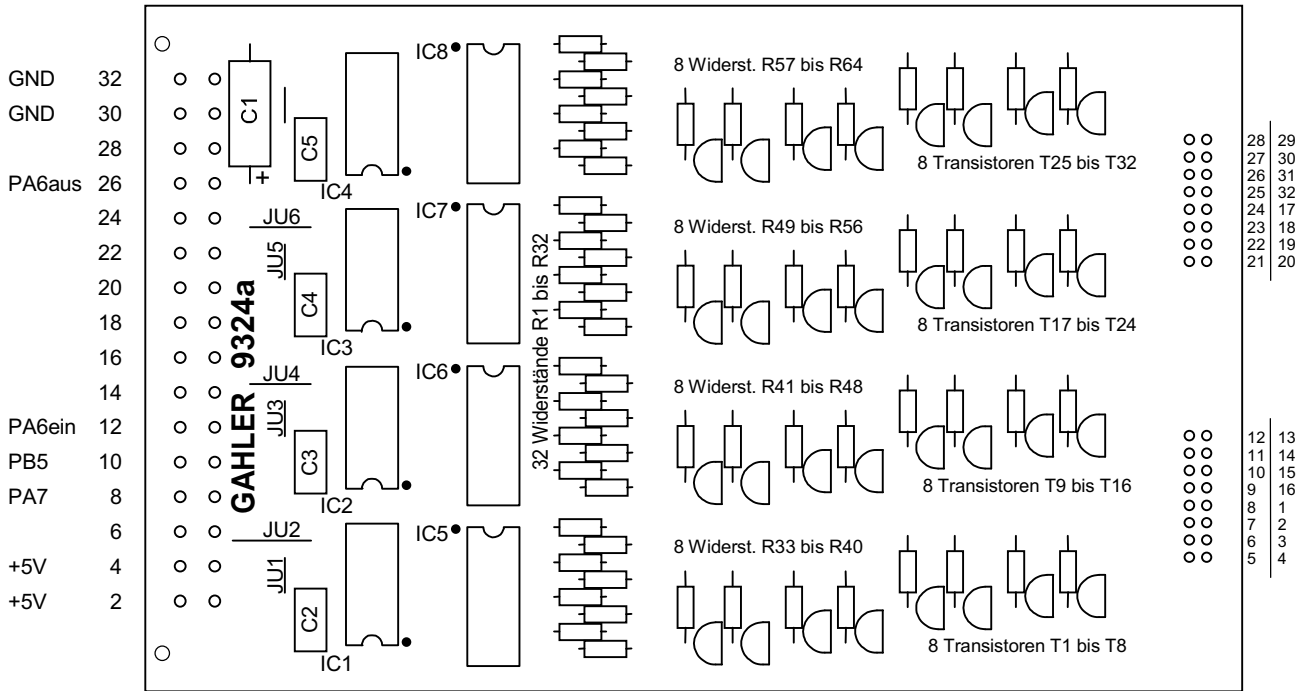 GND 32
GND 30
28
PA6aus 26
24
22
20
18
16
14
PA6ein 12
PB5 10
PA7 8
6
+5V 4
+5V 2
C1
+
C5
IC4
IC8
JU6
JU5
C4
IC3
IC7
GAHLER 9324a
JU4
JU3
C3
IC2
IC6
JU2
JU1
C2
IC1
IC5
32 Widerstände R1 bis R32
8 Widerst. R57 bis R64
8 Transistoren T25 bis T32
8 Widerst. R49 bis R56
8 Transistoren T17 bis T24
8 Widerst. R41 bis R48
8 Transistoren T9 bis T16
8 Widerst. R33 bis R40
8 Transistoren T1 bis T8
28 29
27 30
26 31
25 32
24 17
23 18
22 19
21 20
12 13
11 14
10 15
9 16
8 1
7 2
6 3
5 4